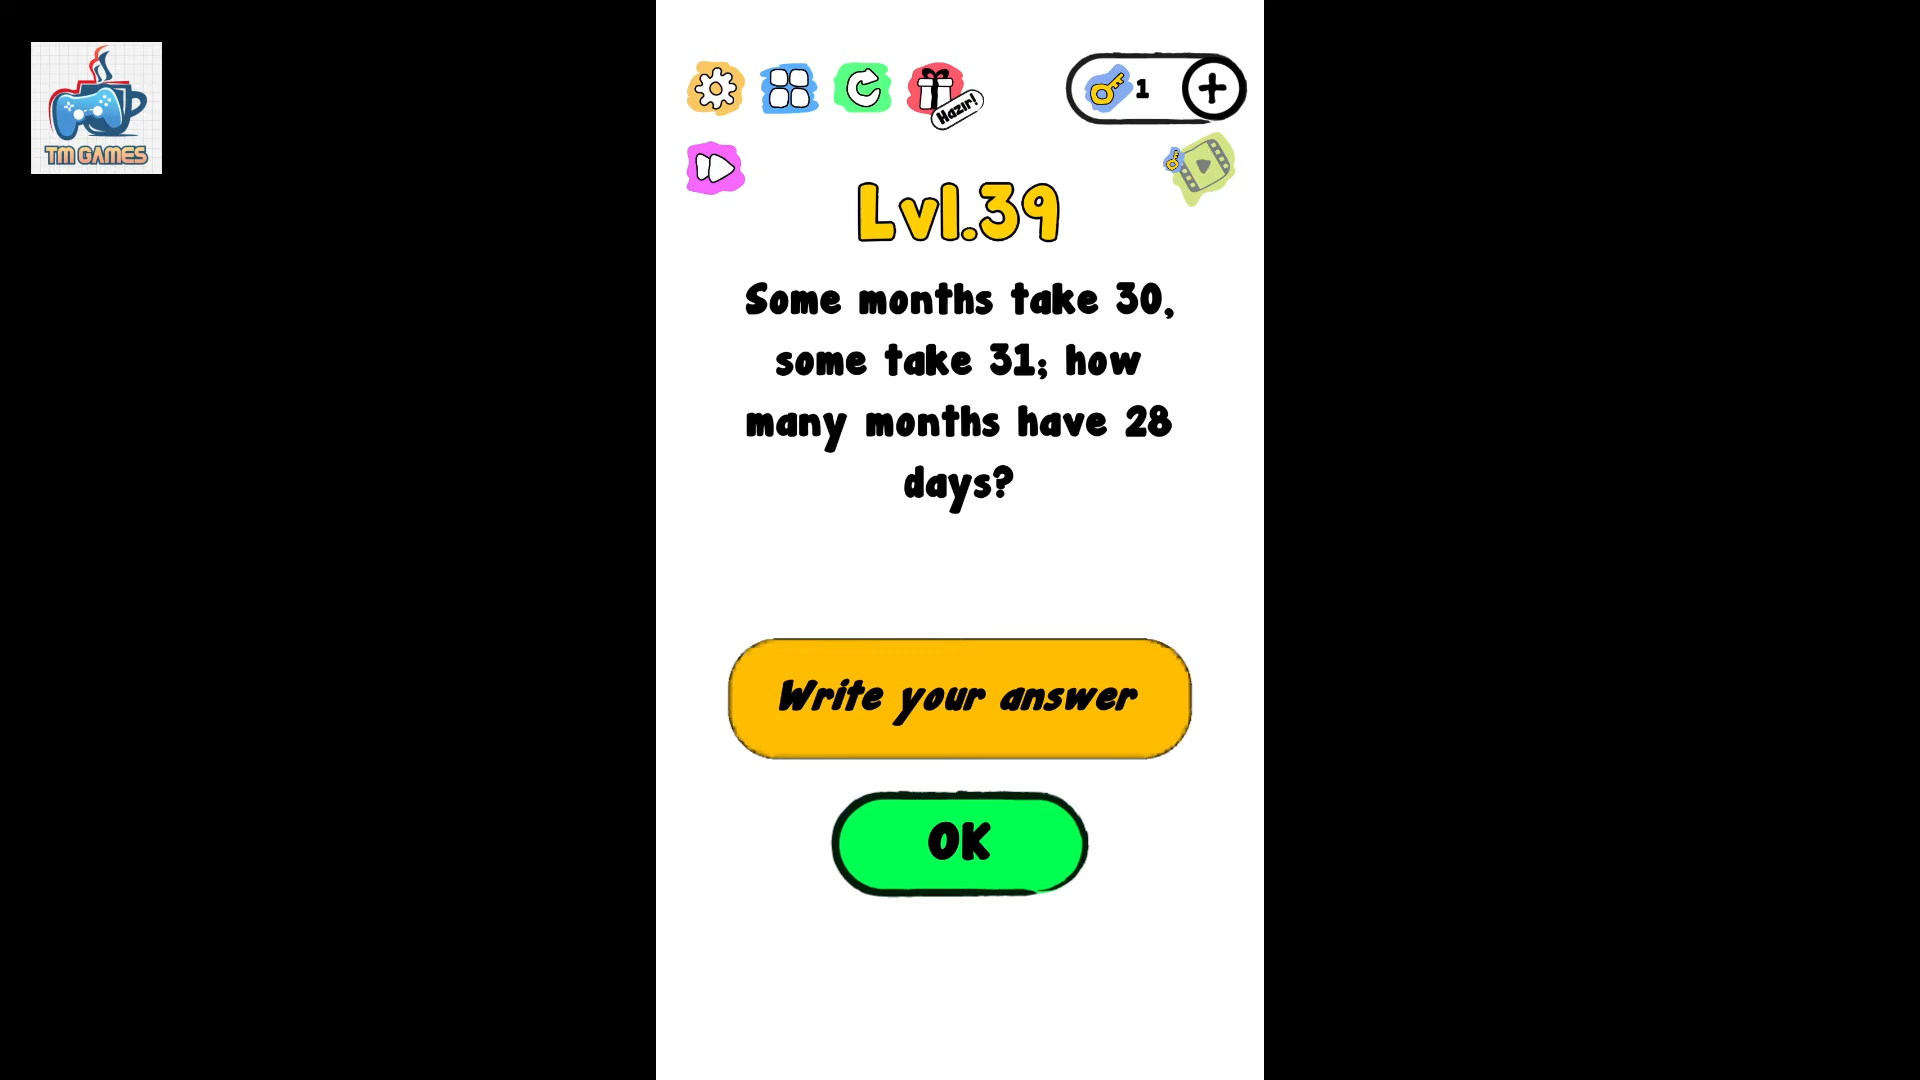 TM GAMES
Hazır!
1
Lvl.39
Some months take 30,
some take 31; how
many months have 28
days?
Write your answer
OK